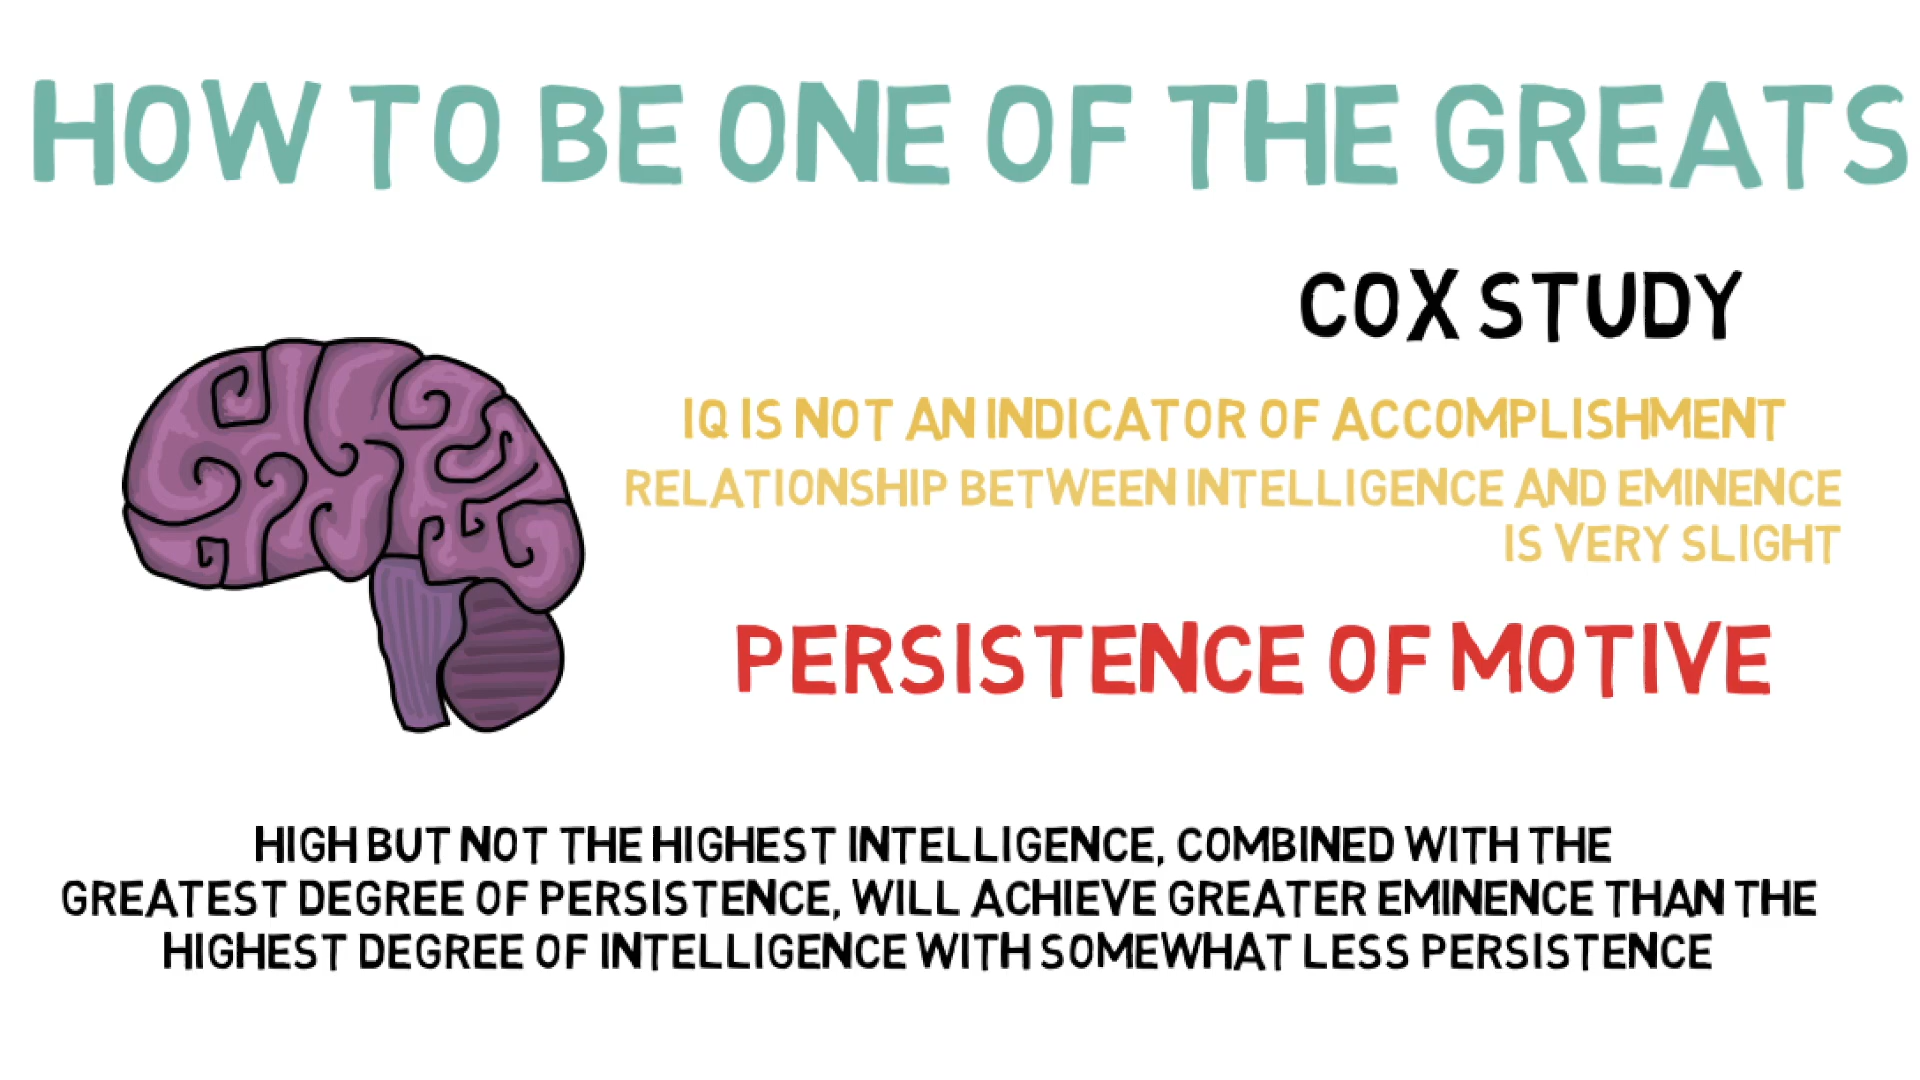 HOW TO BE ONE OF THE GREATS
COX STUDY
IQ IS NOT AN INDICATOR OF ACCOMPLISHMENT
RELATIONSHIP BETWEEN INTELLIGENCE AND EMINENCE
IS VERY SLIGHT
PERSISTENCE OF MOTIVE
HIGH BUT NOT THE HIGHEST INTELLIGENCE, COMBINED WITH THE
GREATEST DEGREE OF PERSISTENCE, WILL ACHIEVE GREATER EMINENCE THAN THE
HIGHEST DEGREE OF INTELLIGENCE WITH SOMEWHAT LESS PERSISTENCE